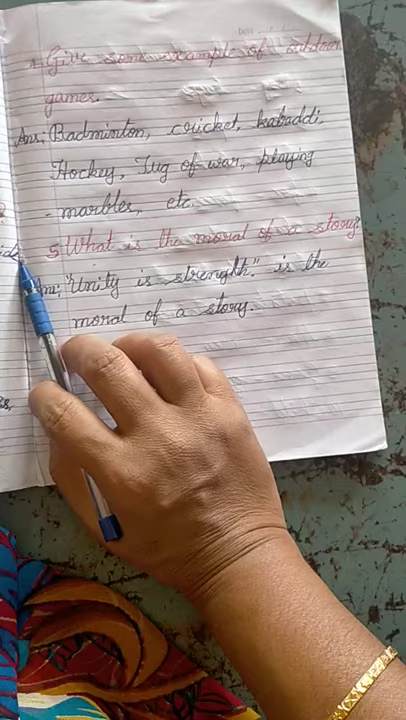 Give some example of outdoor
games.
Ans: Badminton, cricket, kabaddi,
Hockey, Tug of war, playing
- marbles, etc.
5. What is the moral of a story?
Ans: "Unity is strength." is the
moral of a story.